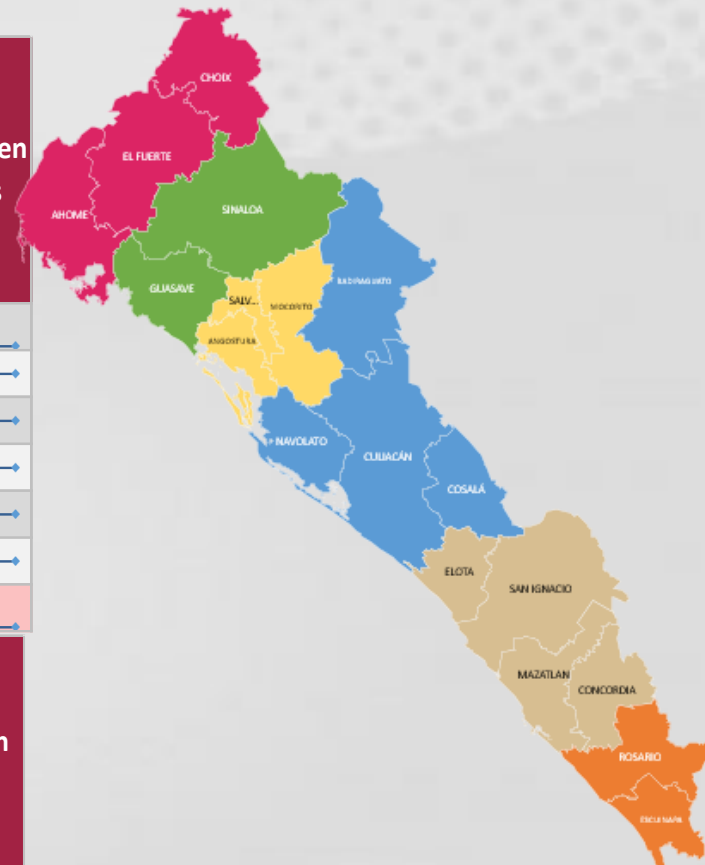 CHOIX
en
EL FUERTE
s
SINALOA
AHOME
BADIRAGUATO
GUASAVE
SALV...
MOCORITO
ANGOSTURA
NAVOLATO
CULIACÁN
COSALÁ
ELOTA
SAN IGNACIO
MAZATLAN
CONCORDIA
n
ROSARIO
ESCUINAPA